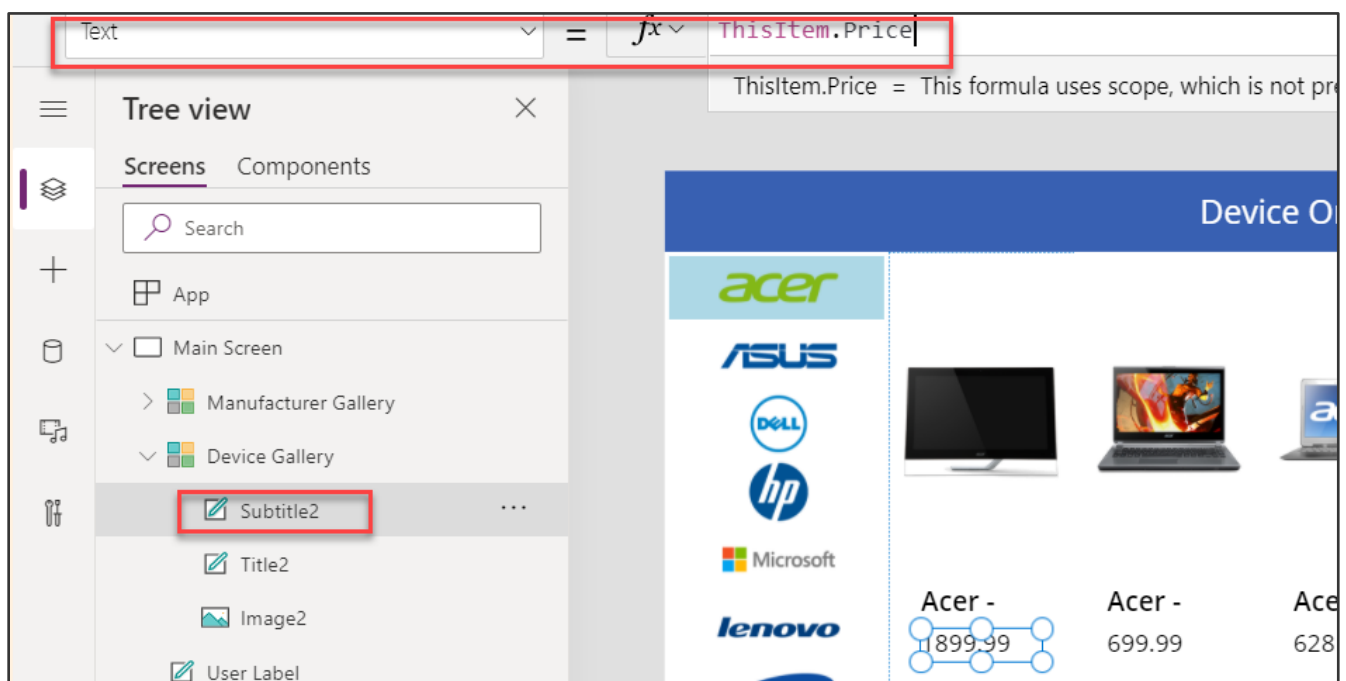 Text = fx ThisItem.Price
ThisItem.Price = This formula uses scope, which is not pre
Tree view
Screens Components
Search
App
Main Screen
Manufacturer Gallery
Device Gallery
Subtitle2
Title2
Image2
User Label
Device O
acer
ASUS
DELL
hp
Microsoft
lenovo
Acer - Acer - Ace
1899.99 699.99 628